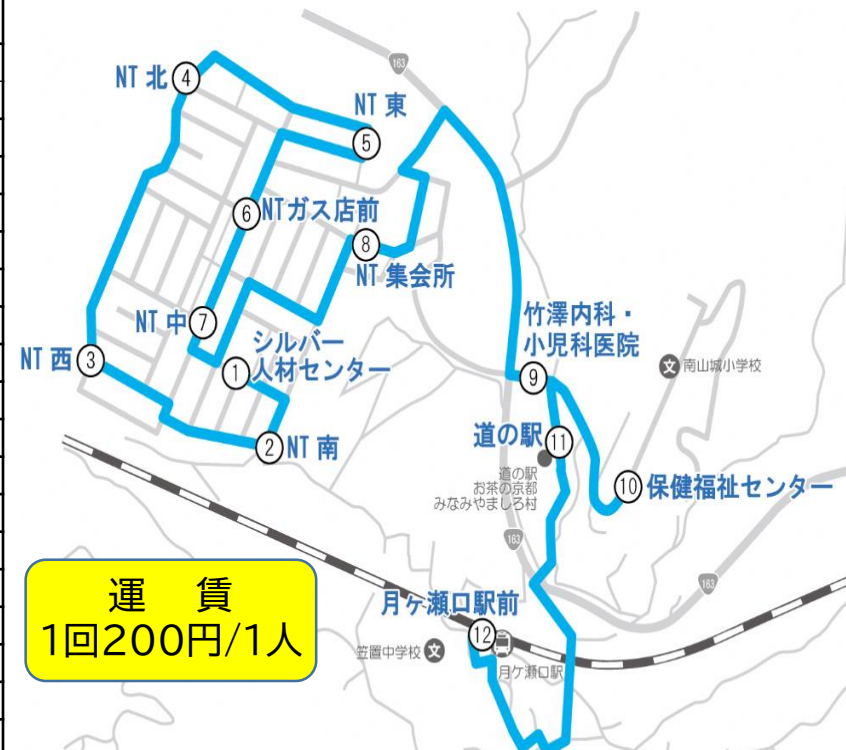 163
NT 北 4
NT 東
5
6 NTガス店前
8
NT 集会所
NT 中 7
シルバー
人材センター
1
NT 西 3
2 NT 南
竹澤内科・
小児科医院
9
文 南山城小学校
道の駅 11
道の駅
お茶の京都
みなみやましろ村
10 保健福祉センター
163
163
運 賃
1回200円/1人
月ヶ瀬口駅前
12
笠置中学校 文
月ケ瀬口駅